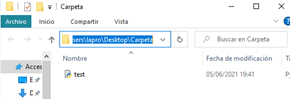 Carpeta
Archivo Inicio Compartir Vista
sers\lapro\Desktop\Carpeta
Buscar en Carpeta
Nombre Fecha de modificación
Acces
test 05/06/2021 19:41